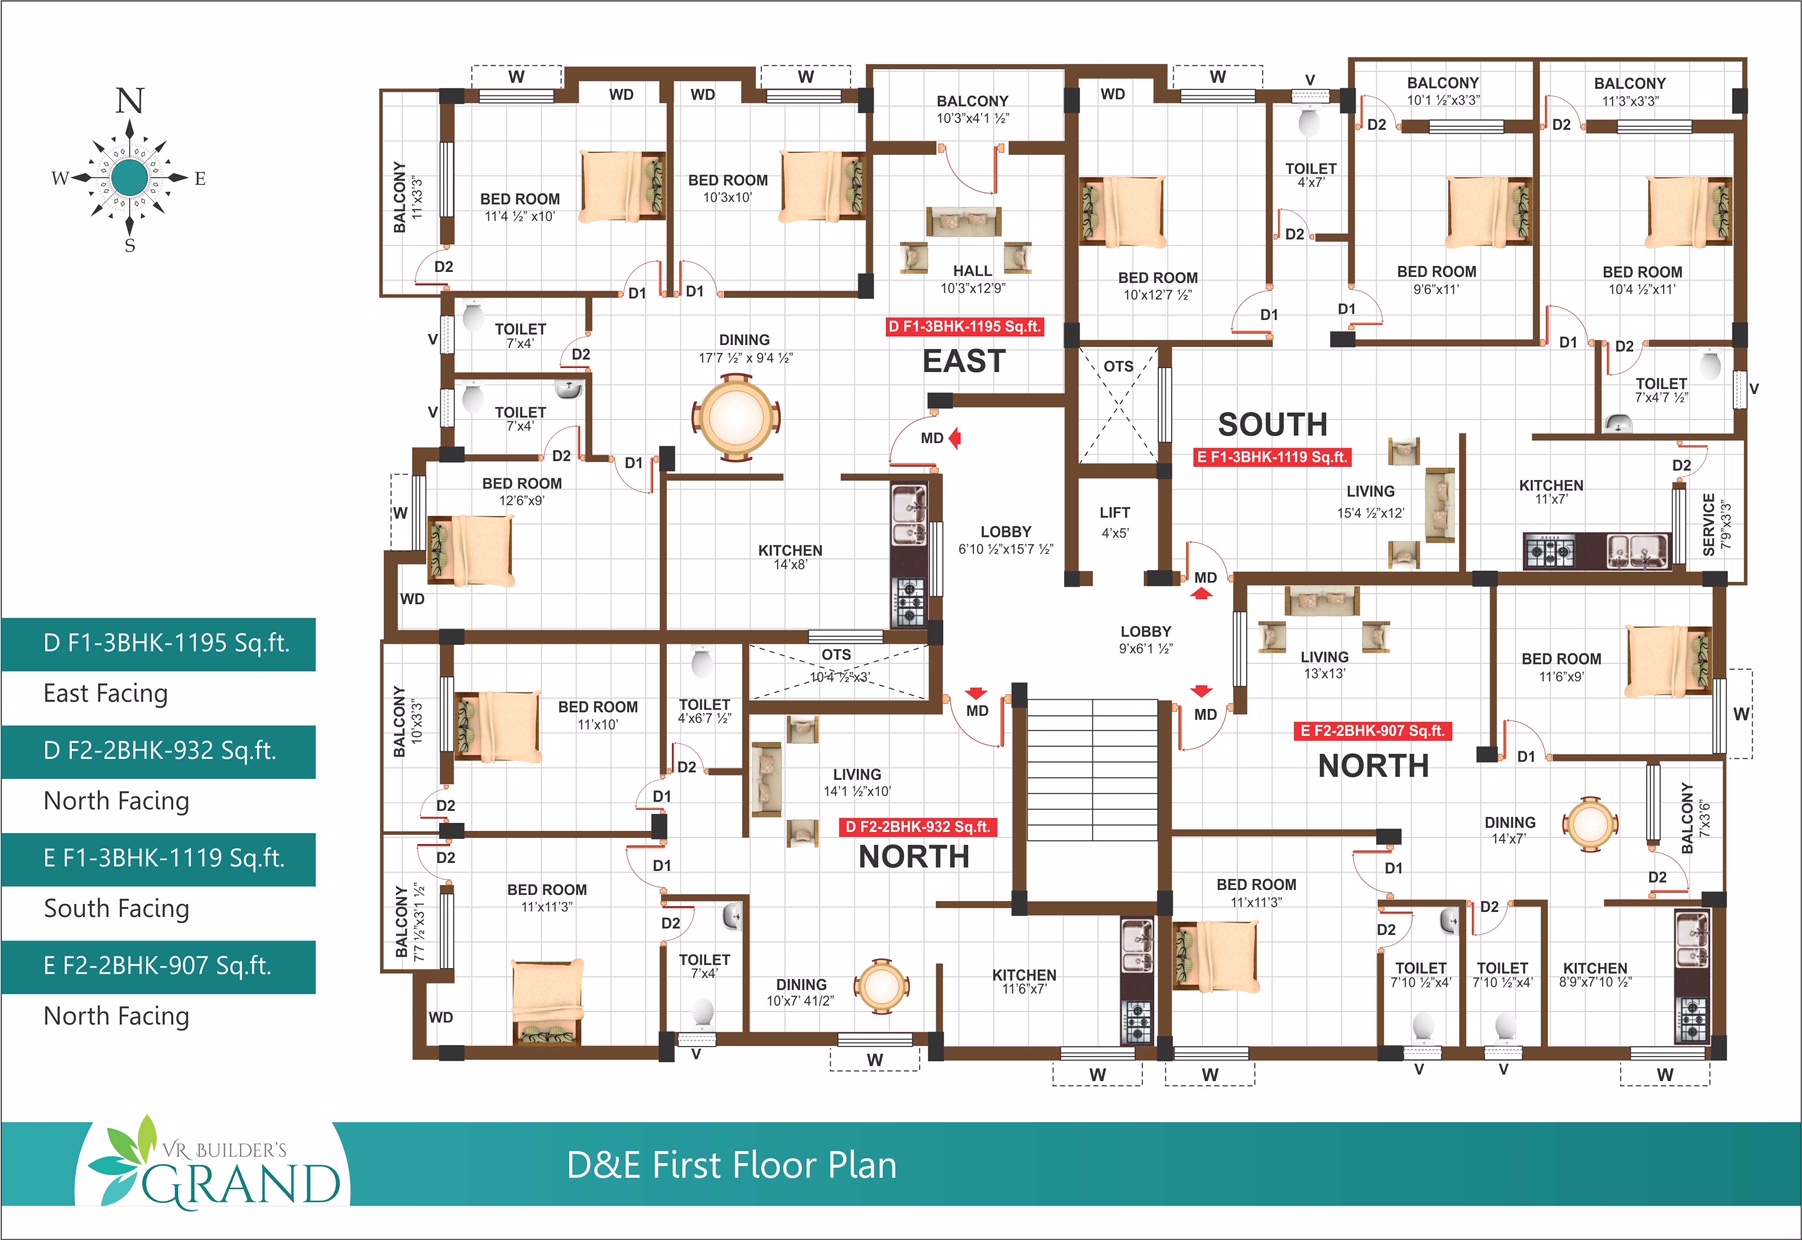 N
W
E
S
D F1-3BHK-1195 Sq.ft.
East Facing
D F2-2BHK-932 Sq.ft.
North Facing
E F1-3BHK-1119 Sq.ft.
South Facing
E F2-2BHK-907 Sq.ft.
North Facing
W
WD
WD
W
BALCONY
10'3"x4'1 ½"
BALCONY
11'x3'3"
BED ROOM
11'4 ½" x10'
BED ROOM
10'3x10'
D2
D1
D1
HALL
10'3"x12'9"
D F1-3BHK-1195 Sq.ft.
EAST
V
TOILET
7'x4'
D2
DINING
17'7 ½" x 9'4 ½"
V
TOILET
7'x4'
D2
D1
MD
W
BED ROOM
12'6"x9'
WD
KITCHEN
14'x8'
LOBBY
6'10 ½"x15'7 ½"
OTS
10'4 ½"x3'
WD
W
V
BED ROOM
10'x12'7 ½"
TOILET
4'x7'
D2
D1
BALCONY
10'1 ½"x3'3"
D2
BALCONY
11'3"x3'3"
D2
BED ROOM
9'6"x11'
D1
BED ROOM
10'4 ½"x11'
D1
D2
TOILET
7'x4'7 ½"
V
OTS
SOUTH
E F1-3BHK-1119 Sq.ft.
LIVING
15'4 ½"x12'
KITCHEN
11'x7'
D2
SERVICE
7'9"x3'3"
LIFT
4'x5'
MD
LOBBY
9'x6'1 ½"
MD
MD
BALCONY
10'x3'3"
BED ROOM
11'x10'
TOILET
4'x6'7 ½"
D2
D2
D1
LIVING
14'1 ½"x10'
D F2-2BHK-932 Sq.ft.
NORTH
D2
D1
BED ROOM
11'x11'3"
BALCONY
7'7 ½"x3'1 ½"
D2
TOILET
7'x4'
WD
V
DINING
10'x7' 41/2"
W
KITCHEN
11'6"x7'
W
LIVING
13'x13'
BED ROOM
11'6"x9'
W
E F2-2BHK-907 Sq.ft.
NORTH
D1
DINING
14'x7'
BALCONY
7'x3'6"
D2
D1
BED ROOM
11'x11'3"
D2
D2
TOILET
7'10 ½"x4'
TOILET
7'10 ½"x4'
KITCHEN
8'9"x7'10 ½"
W
V
V
W
VR BUILDER'S
GRAND
D&E First Floor Plan